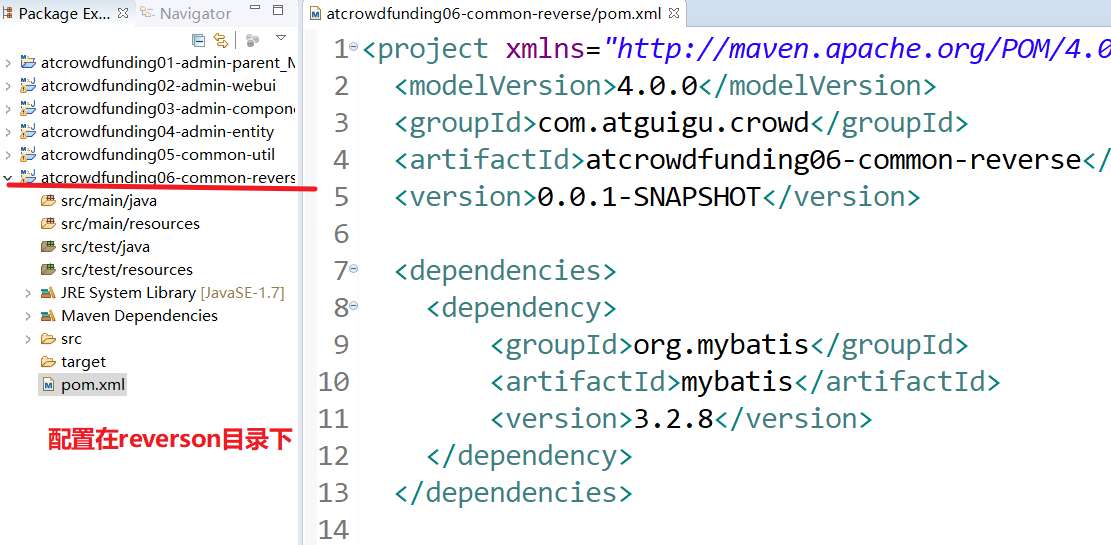 Package Ex...
Navigator
atcrowdfunding01-admin-parent_M
atcrowdfunding02-admin-webui
atcrowdfunding03-admin-compone
atcrowdfunding04-admin-entity
atcrowdfunding05-common-util
atcrowdfunding06-common-revers
src/main/java
src/main/resources
src/test/java
src/test/resources
JRE System Library [JavaSE-1.7]
Maven Dependencies
src
target
pom.xml
配置在reverson目录下
atcrowdfunding06-common-reverse/pom.xml
1 <project xmlns="http://maven.apache.org/POM/4.0
2 <modelVersion>4.0.0</modelVersion>
3 <groupId>com.atguigu.crowd</groupId>
4 <artifactId>atcrowdfunding06-common-reverse</
5 <version>0.0.1-SNAPSHOT</version>
6
7 <dependencies>
8 <dependency>
9 <groupId>org.mybatis</groupId>
10 <artifactId>mybatis</artifactId>
11 <version>3.2.8</version>
12 </dependency>
13 </dependencies>
14